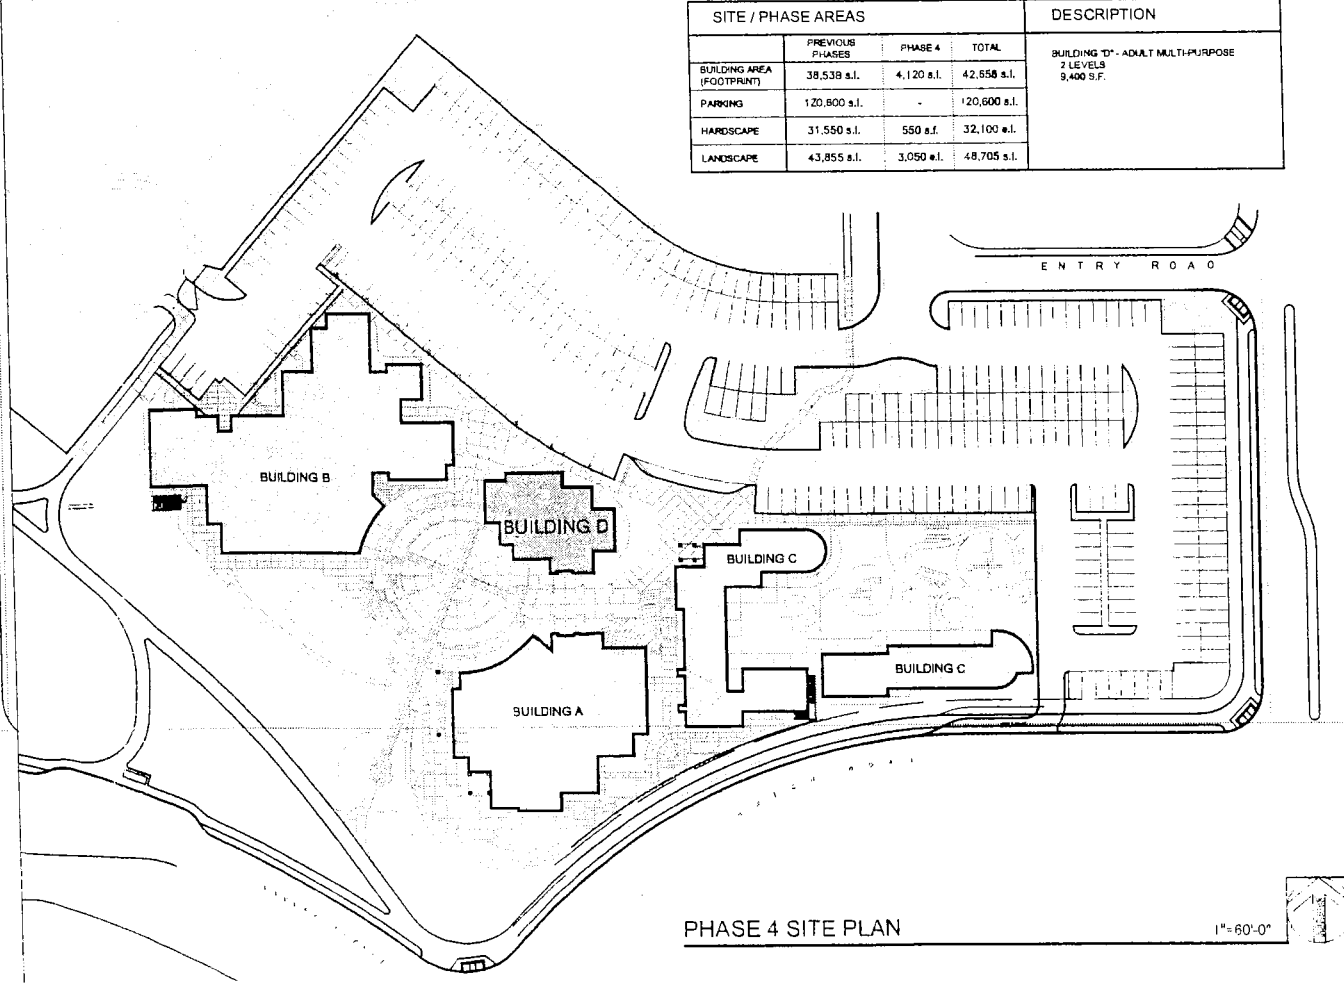 SITE / PHASE AREAS
DESCRIPTION
PREVIOUS PHASES
PHASE 4
TOTAL
BUILDING AREA (FOOTPRINT)
38,538 s.f.
4,120 s.f.
42,658 s.f.
PARKING
120,600 s.f.
-
120,600 s.f.
HARDSCAPE
31,550 s.f.
550 s.f.
32,100 s.f.
LANDSCAPE
43,855 s.f.
3,050 s.f.
48,705 s.f.
BUILDING "D" - ADULT MULTI-PURPOSE
2 LEVELS
9,400 S.F.
ENTRY ROAD
BUILDING B
BUILDING D
BUILDING C
BUILDING C
BUILDING A
PHASE 4 SITE PLAN
1"=60'-0"